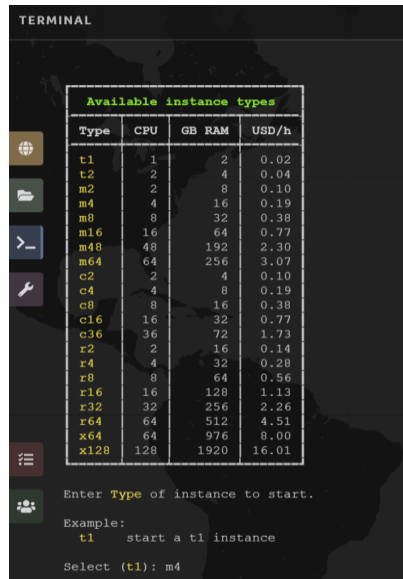 TERMINAL
Available instance types
Type CPU GB RAM USD/h
t1 1 2 0.02
t2 2 4 0.04
m2 2 8 0.10
m4 4 16 0.19
m8 8 32 0.38
m16 16 64 0.77
m48 48 192 2.30
m64 64 256 3.07
c2 2 4 0.10
c4 4 8 0.19
c8 8 16 0.38
c16 16 32 0.77
c36 36 72 1.73
r2 2 16 0.14
r4 4 32 0.28
r8 8 64 0.56
r16 16 128 1.13
r32 32 256 2.26
r64 64 512 4.51
x64 64 976 8.00
x128 128 1920 16.01
Enter Type of instance to start.
Example:
t1 start a t1 instance
Select (t1): m4